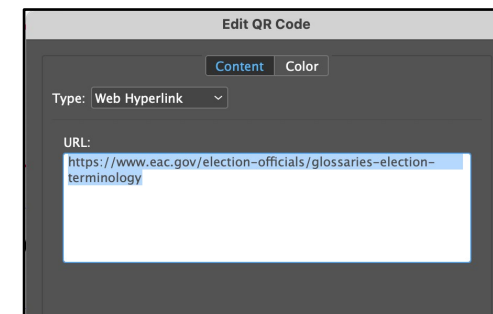 Edit QR Code
Content Color
Type: Web Hyperlink
URL:
https://www.eac.gov/election-officials/glossaries-election-
terminology